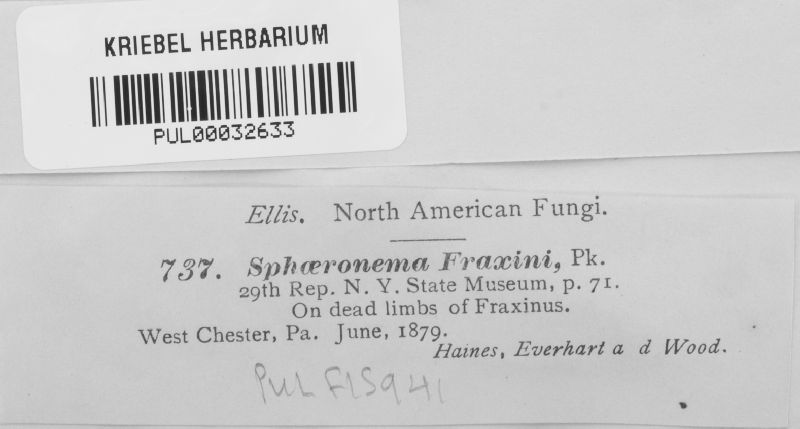 KRIEBEL HERBARIUM
PUL00032633
Ellis. North American Fungi.
737. Sphæronema Fraxini, Pk.
29th Rep. N. Y. State Museum, p. 71.
On dead limbs of Fraxinus.
West Chester, Pa. June, 1879.
Haines, Everhart a d Wood.
PUL F15941